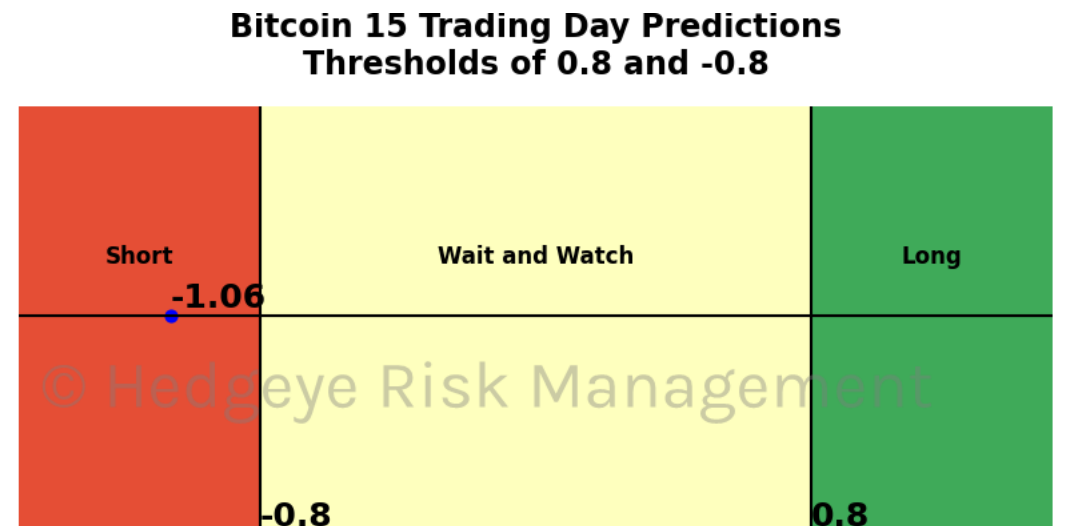 Bitcoin 15 Trading Day Predictions
Thresholds of 0.8 and -0.8
Short
Wait and Watch
Long
-1.06
© Hedgeye Risk Management
-0.8
0.8